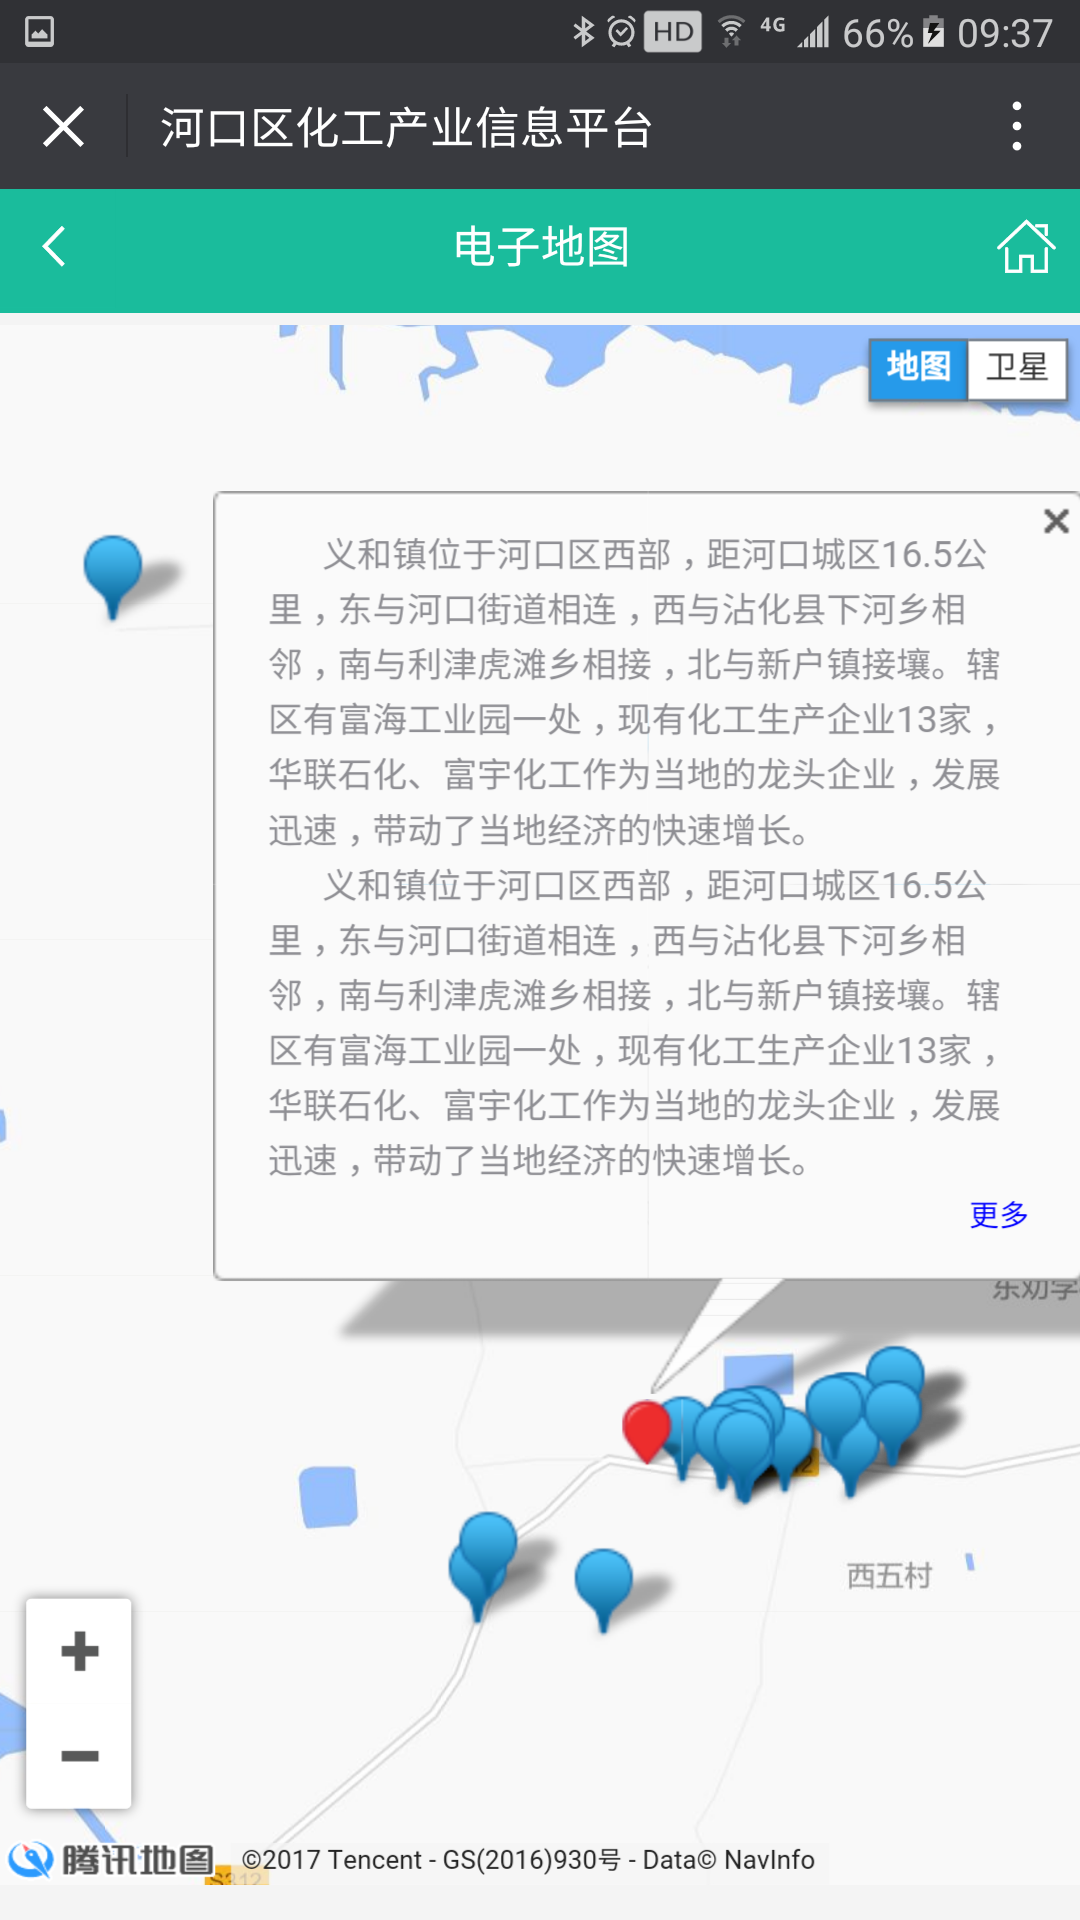 HD 4G 66% 09:37
河口区化工产业信息平台
电子地图
地图 卫星
义和镇位于河口区西部，距河口城区16.5公
里，东与河口街道相连，西与沾化县下河乡相
邻，南与利津虎滩乡相接，北与新户镇接壤。辖
区有富海工业园一处，现有化工生产企业13家，
华联石化、富宇化工作为当地的龙头企业，发展
迅速，带动了当地经济的快速增长。
义和镇位于河口区西部，距河口城区16.5公
里，东与河口街道相连，西与沾化县下河乡相
邻，南与利津虎滩乡相接，北与新户镇接壤。辖
区有富海工业园一处，现有化工生产企业13家，
华联石化、富宇化工作为当地的龙头企业，发展
迅速，带动了当地经济的快速增长。
更多
东劝学
西五村
腾讯地图 ©2017 Tencent - GS(2016)930号 - Data© NavInfo
S312